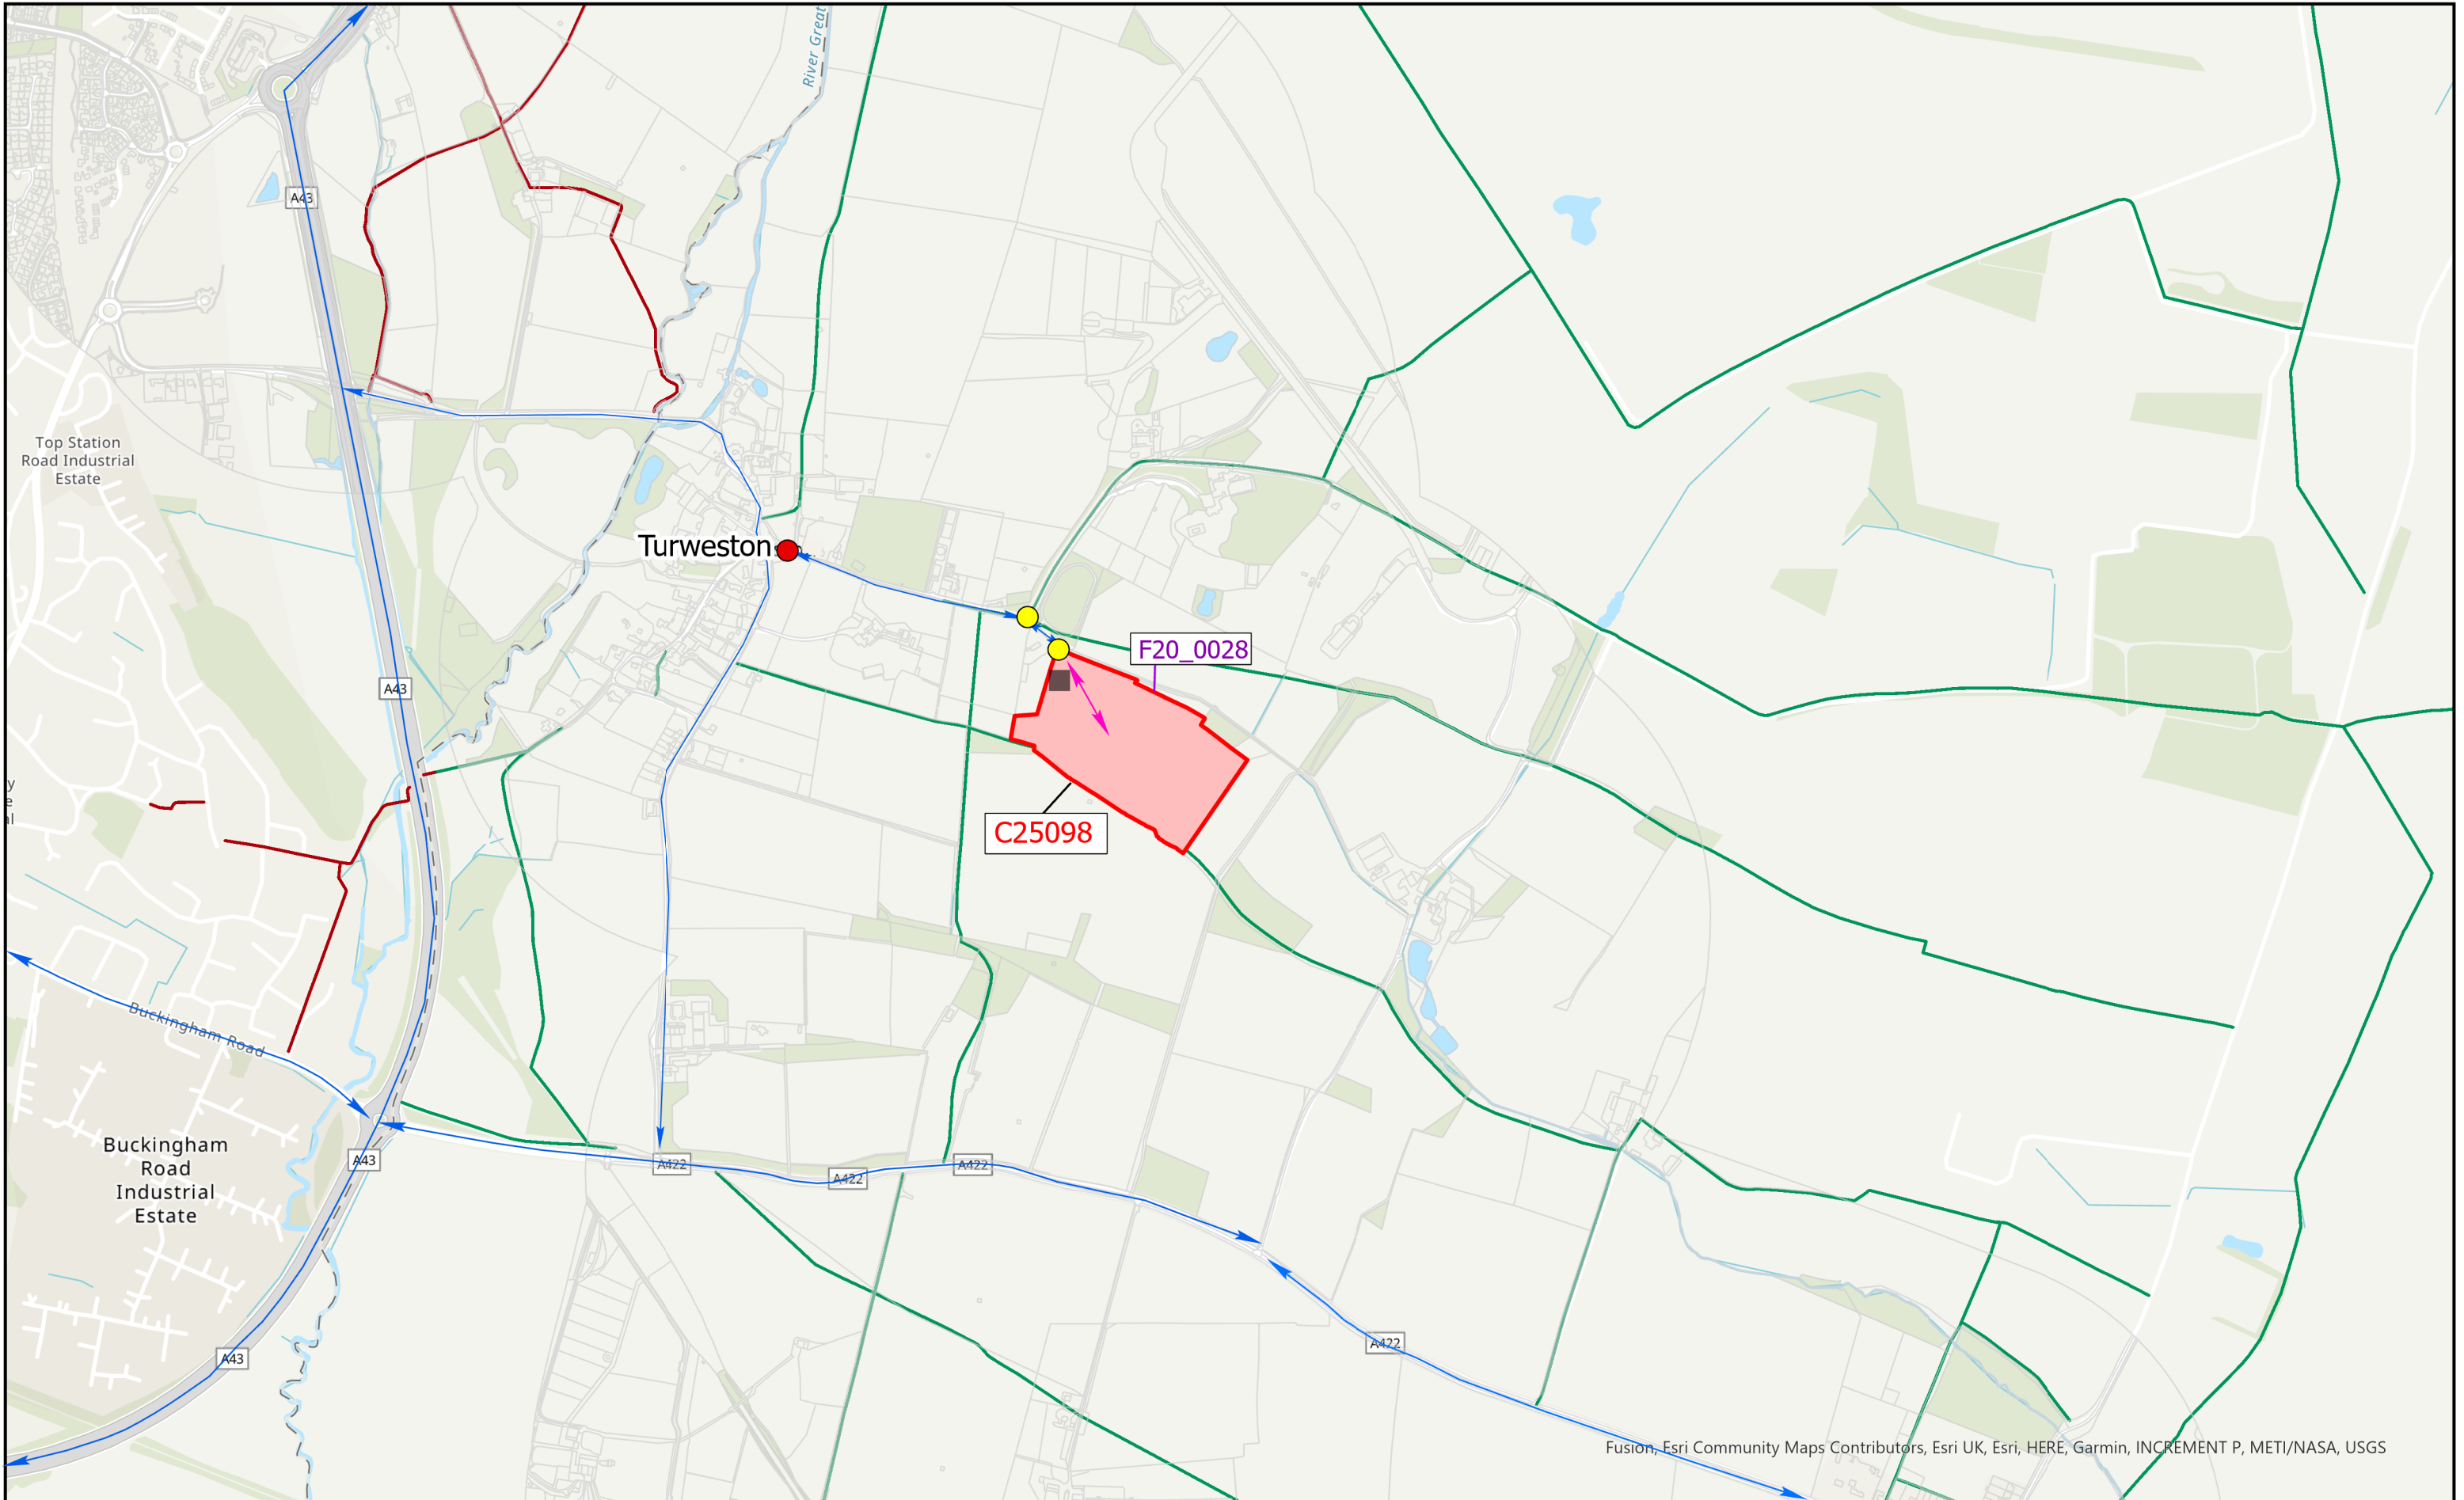 River Great
A43
Top Station
Road Industrial
Estate
Turweston
F20_0028
A43
C25098
y
e
al
Buckingham Road
Buckingham
Road
Industrial
Estate
A43
A422
A422
A422
A43
A422
Fusion, Esri Community Maps Contributors, Esri UK, Esri, HERE, Garmin, INCREMENT P, METI/NASA, USGS